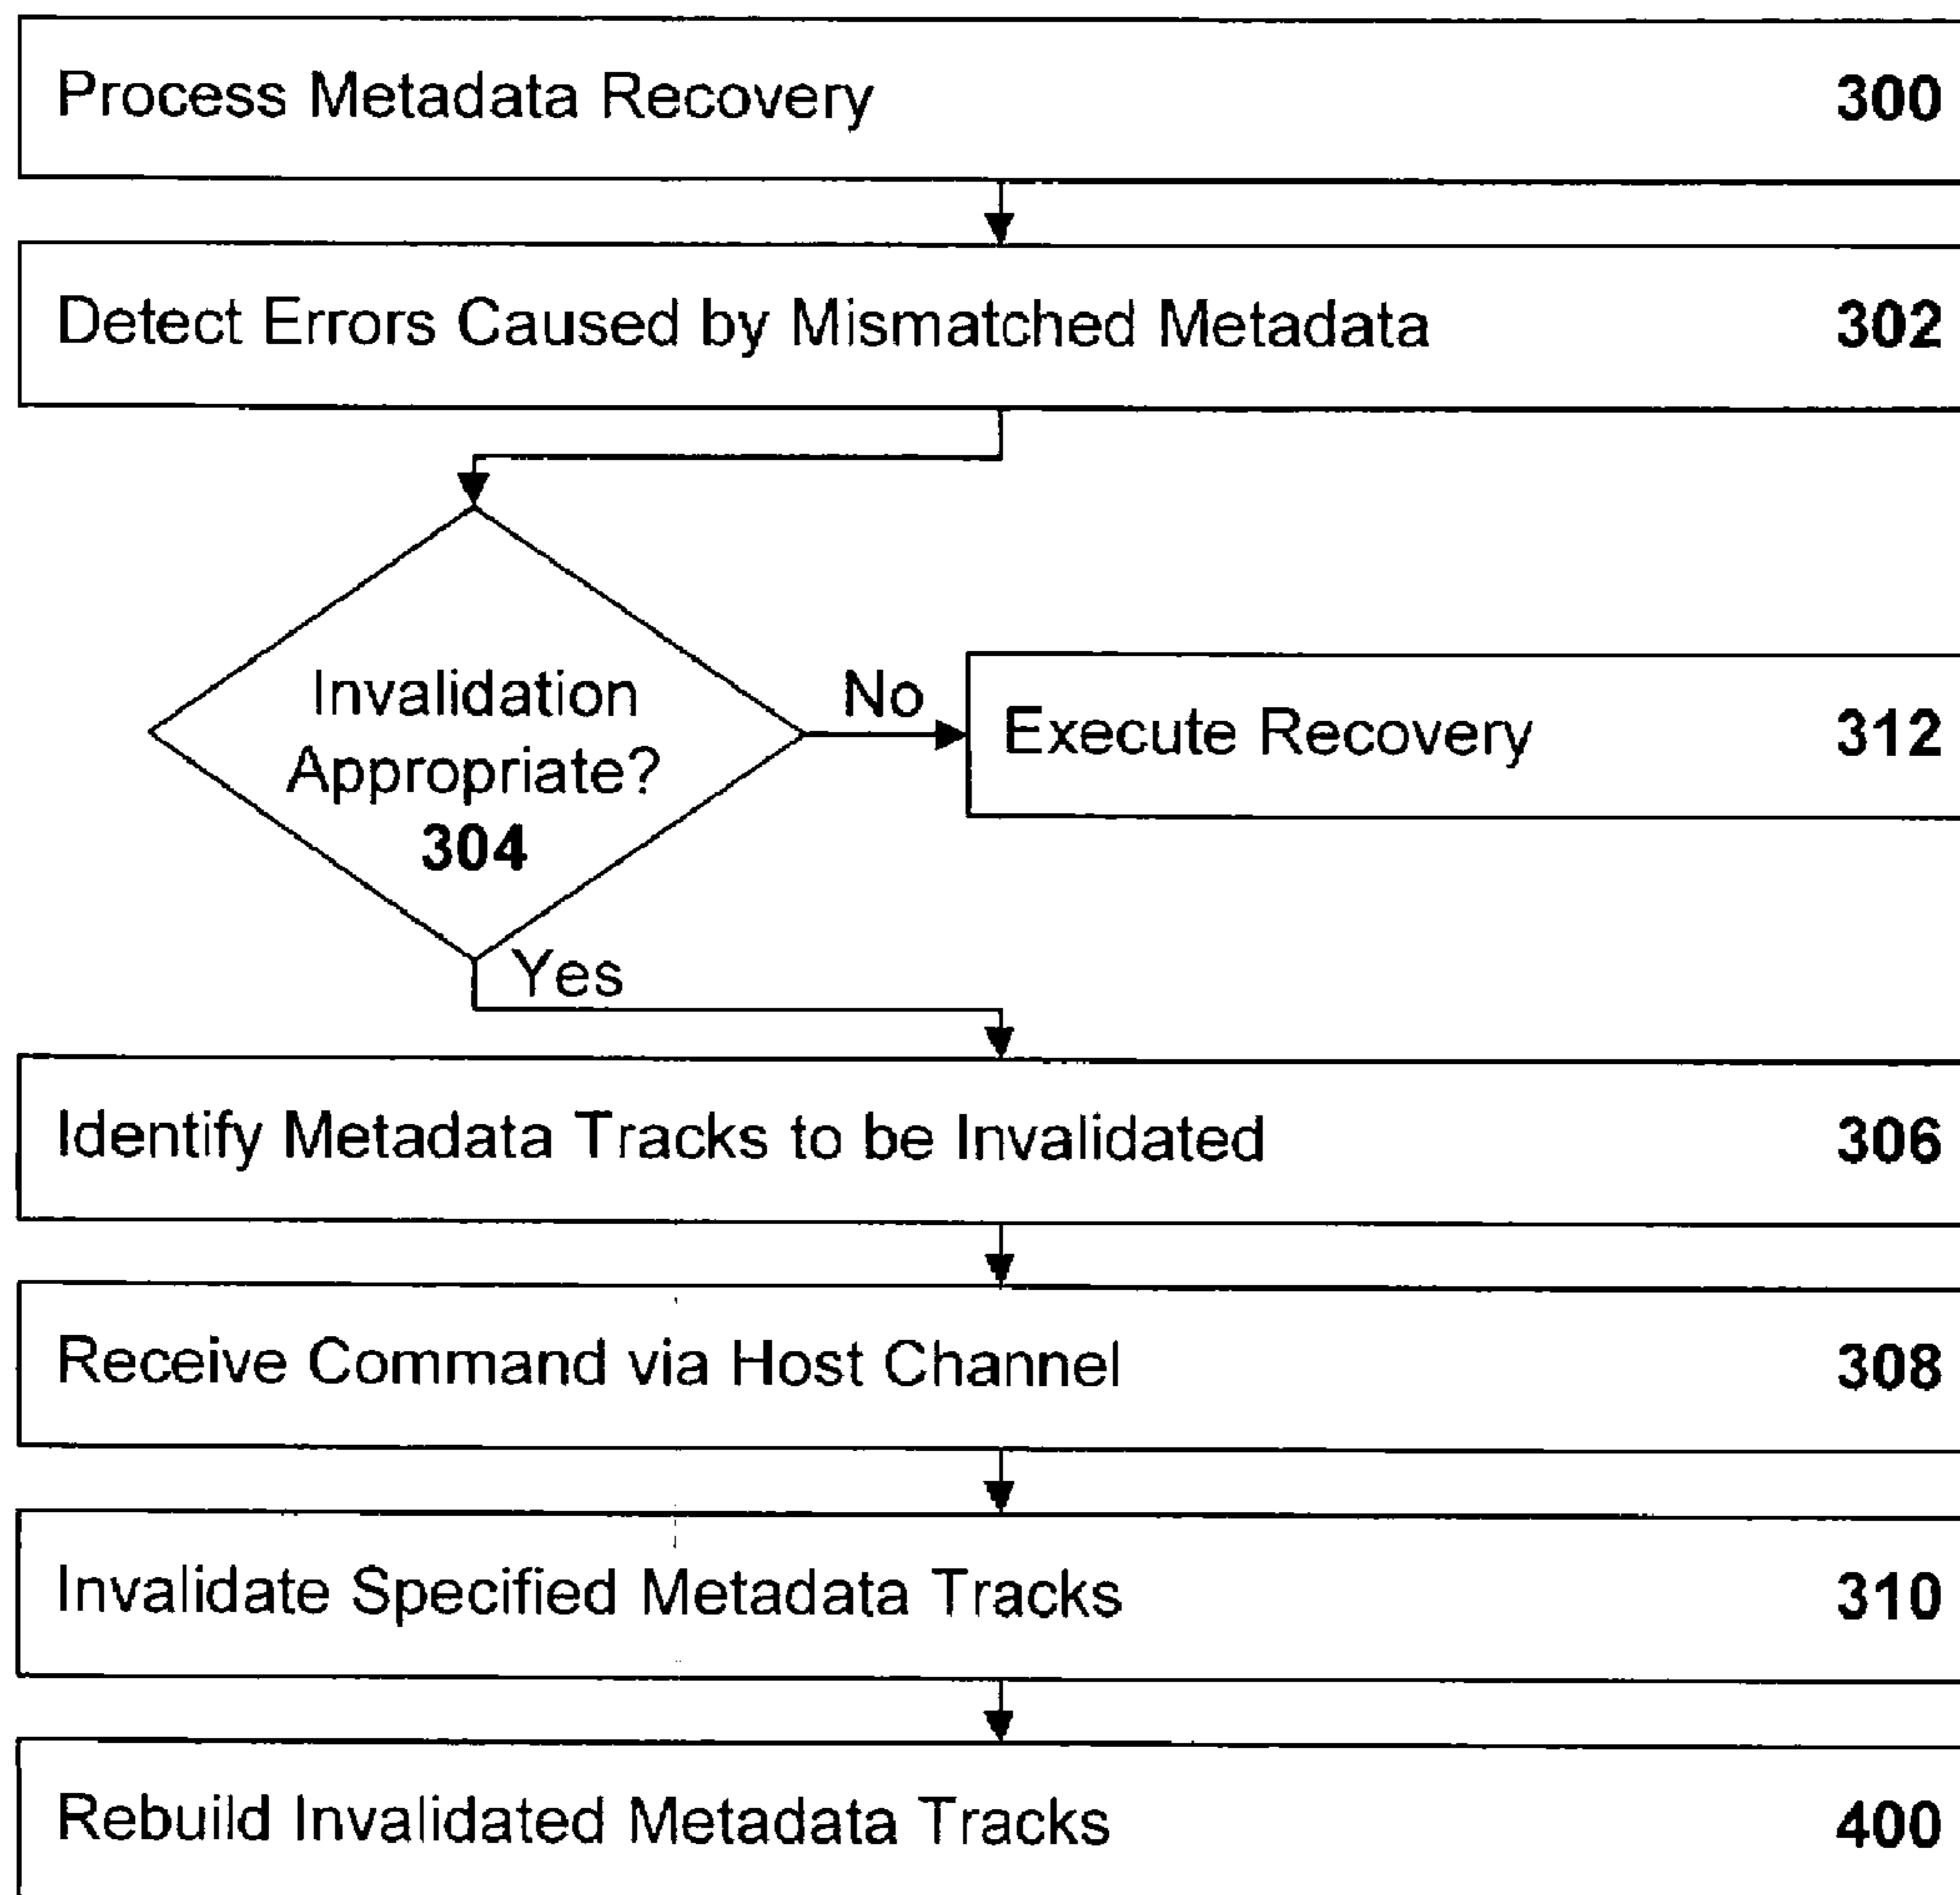 Process Metadata Recovery 300
Detect Errors Caused by Mismatched Metadata 302
Invalidation
Appropriate?
304
No
Execute Recovery 312
Yes
Identify Metadata Tracks to be Invalidated 306
Receive Command via Host Channel 308
Invalidate Specified Metadata Tracks 310
Rebuild Invalidated Metadata Tracks 400